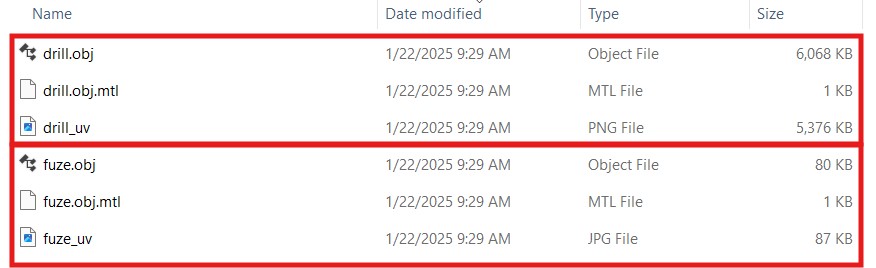 Name Date modified Type Size
drill.obj 1/22/2025 9:29 AM Object File 6,068 KB
drill.obj.mtl 1/22/2025 9:29 AM MTL File 1 KB
drill_uv 1/22/2025 9:29 AM PNG File 5,376 KB
fuze.obj 1/22/2025 9:29 AM Object File 80 KB
fuze.obj.mtl 1/22/2025 9:29 AM MTL File 1 KB
fuze_uv 1/22/2025 9:29 AM JPG File 87 KB